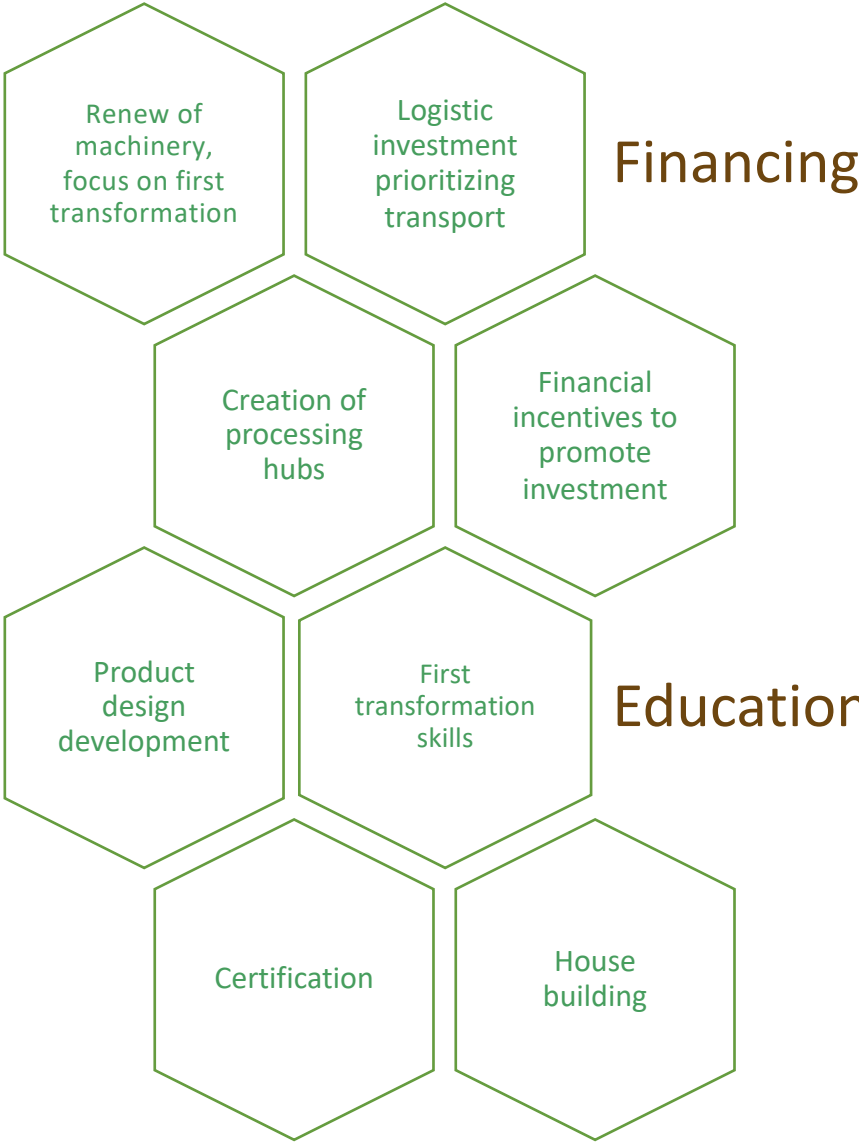 Renew of
machinery,
focus on first
transformation
Logistic
investment
prioritizing
transport
Financing
Creation of
processing
hubs
Financial
incentives to
promote
investment
Product
design
development
First
transformation
skills
Education
Certification
House
building